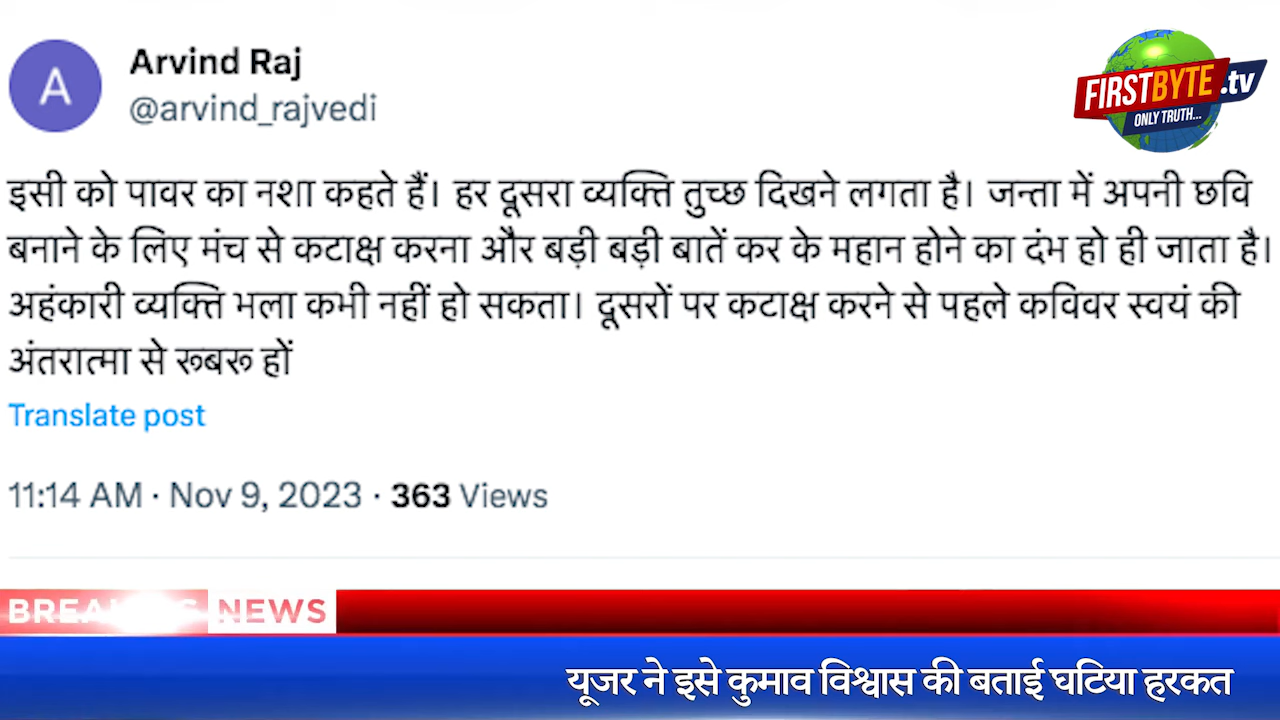 A
Arvind Raj
@arvind_rajvedi
FIRSTBYTE.tv
ONLY TRUTH...
इसी को पावर का नशा कहते हैं। हर दूसरा व्यक्ति तुच्छ दिखने लगता है। जन्ता में अपनी छवि
बनाने के लिए मंच से कटाक्ष करना और बड़ी बड़ी बातें कर के महान होने का दंभ हो ही जाता है।
अहंकारी व्यक्ति भला कभी नहीं हो सकता। दूसरों पर कटाक्ष करने से पहले कविवर स्वयं की
अंतरात्मा से रूबरू हों
Translate post
11:14 AM · Nov 9, 2023 · 363 Views
BREAKING NEWS
यूजर ने इसे कुमाव विश्वास की बताई घटिया हरकत